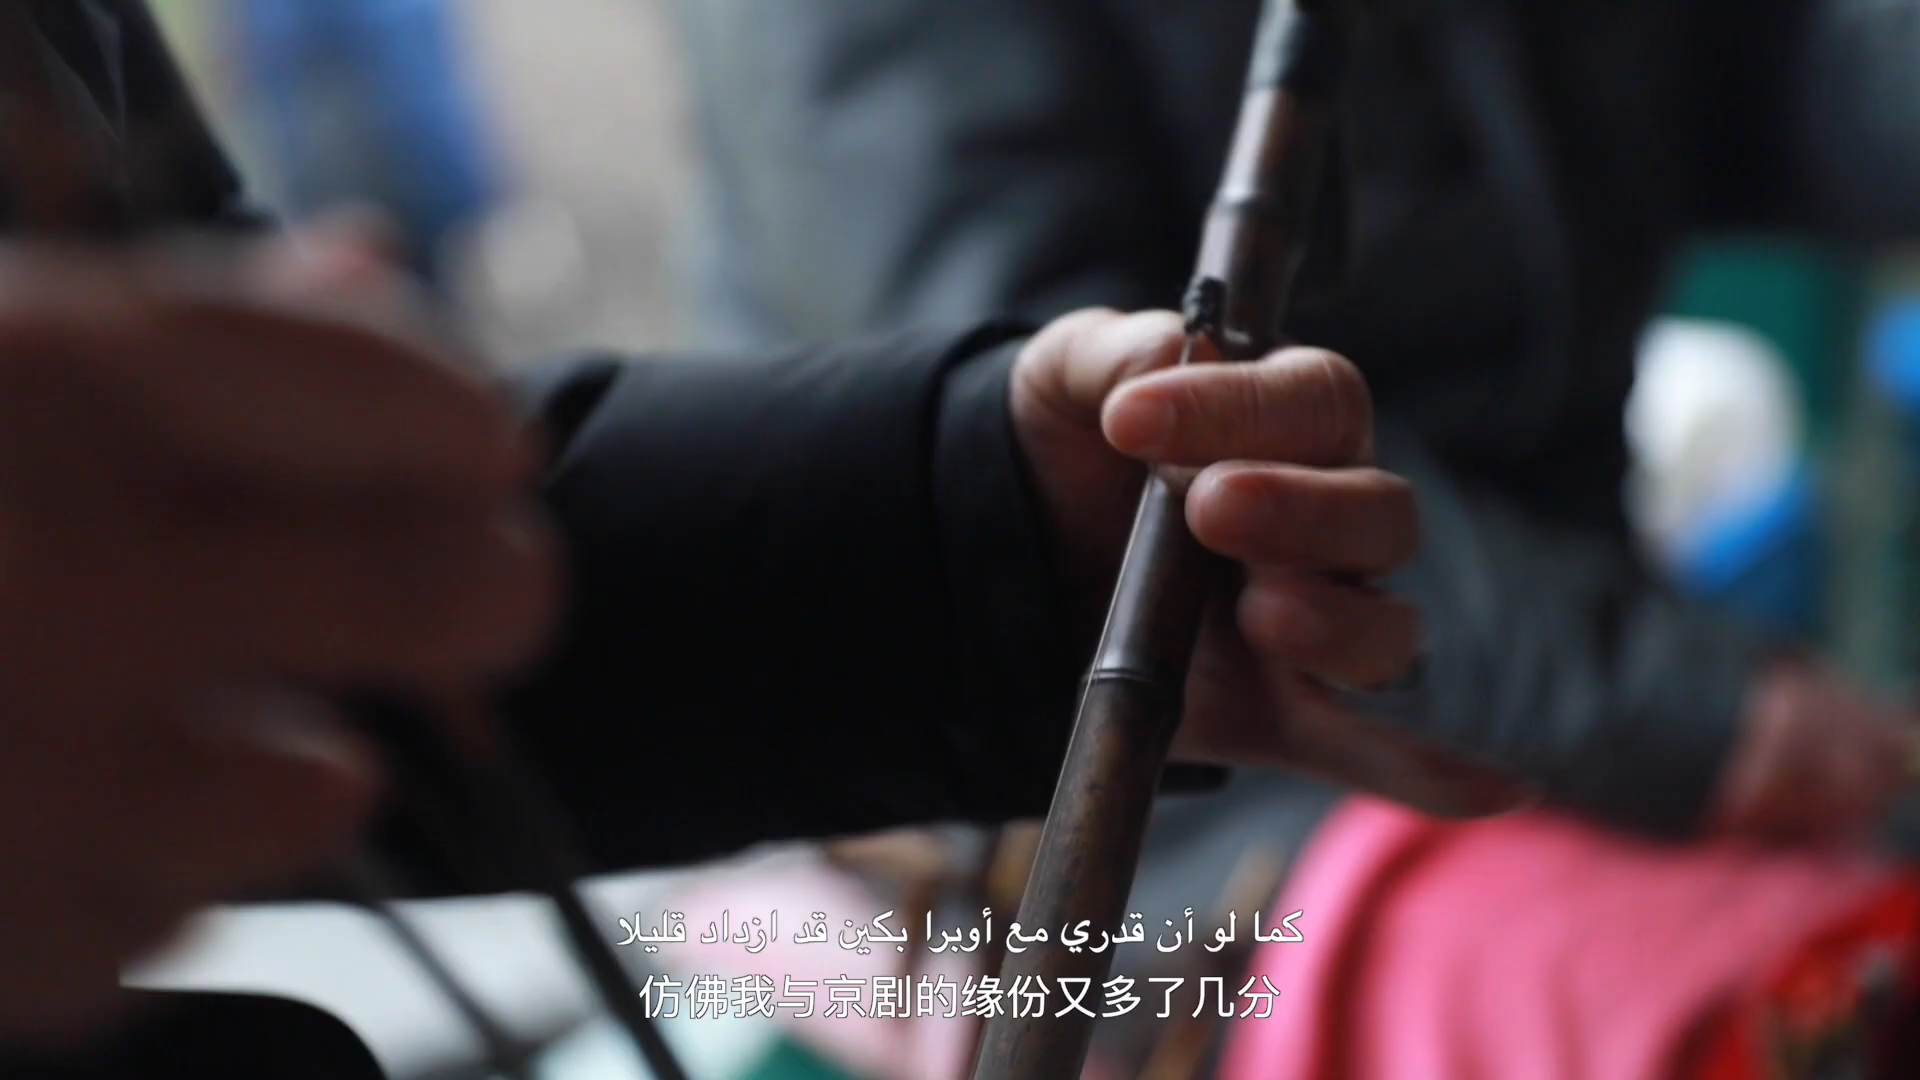 كما لو أن قدري مع أوبرا بكين قد ازداد قليلا
仿佛我与京剧的缘份又多了几分